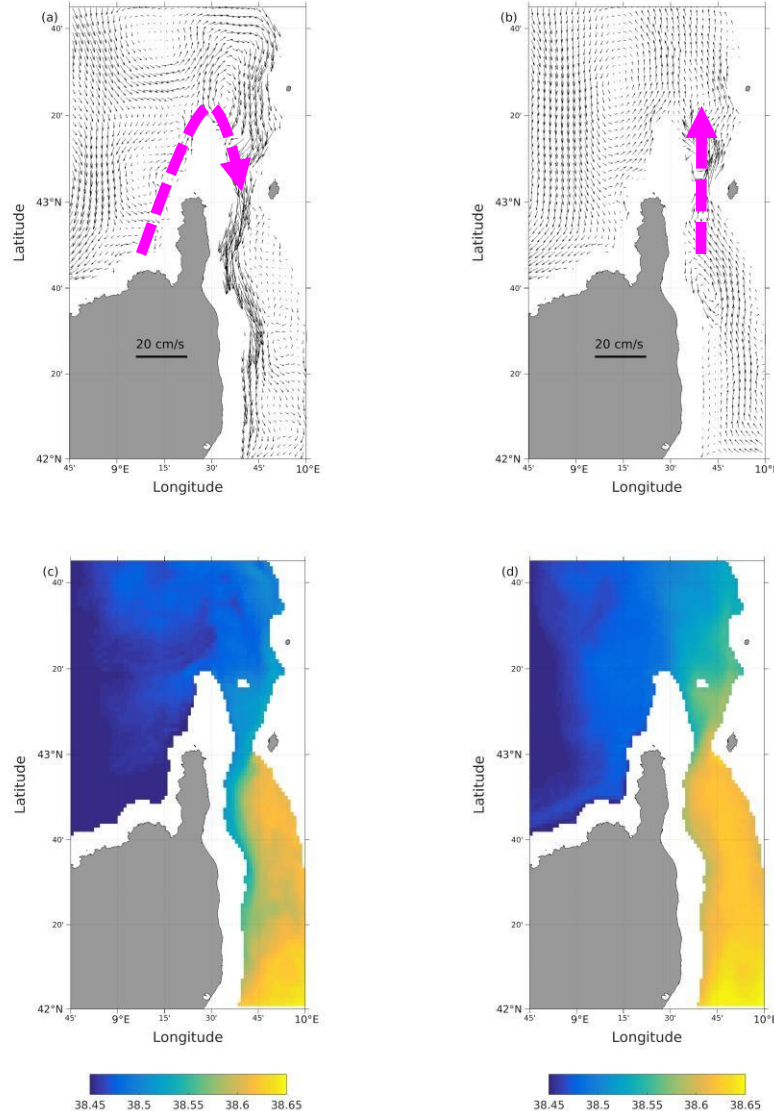 (a)
(b)
40'
20'
43°N
40'
20'
42°N
Latitude
20 cm/s
45'
9°E
15'
30'
45'
10°E
Longitude
40'
20'
43°N
40'
20'
42°N
Latitude
20 cm/s
45'
9°E
15'
30'
45'
10°E
Longitude
(c)
(d)
40'
20'
43°N
40'
20'
42°N
Latitude
45'
9°E
15'
30'
45'
10°E
Longitude
40'
20'
43°N
40'
20'
42°N
Latitude
45'
9°E
15'
30'
45'
10°E
Longitude
38.45 38.5 38.55 38.6 38.65
38.45 38.5 38.55 38.6 38.65